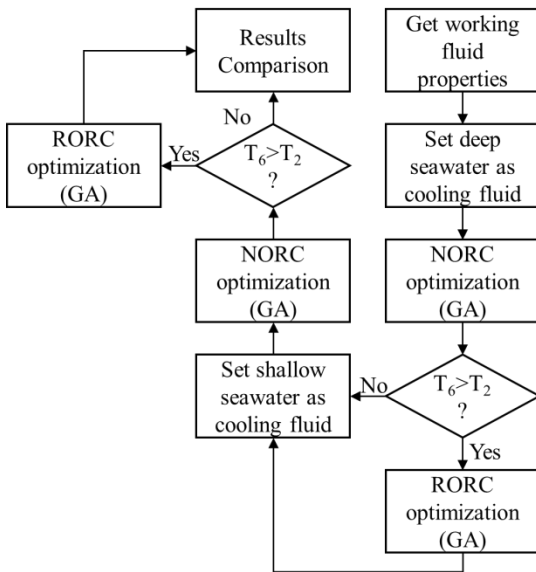 Get working
fluid
properties
Set deep
seawater as
cooling fluid
NORC
optimization
(GA)
T₆>T₂
?
No
Yes
RORC
optimization
(GA)
Set shallow
seawater as
cooling fluid
NORC
optimization
(GA)
T₆>T₂
?
Yes
No
RORC
optimization
(GA)
Results
Comparison